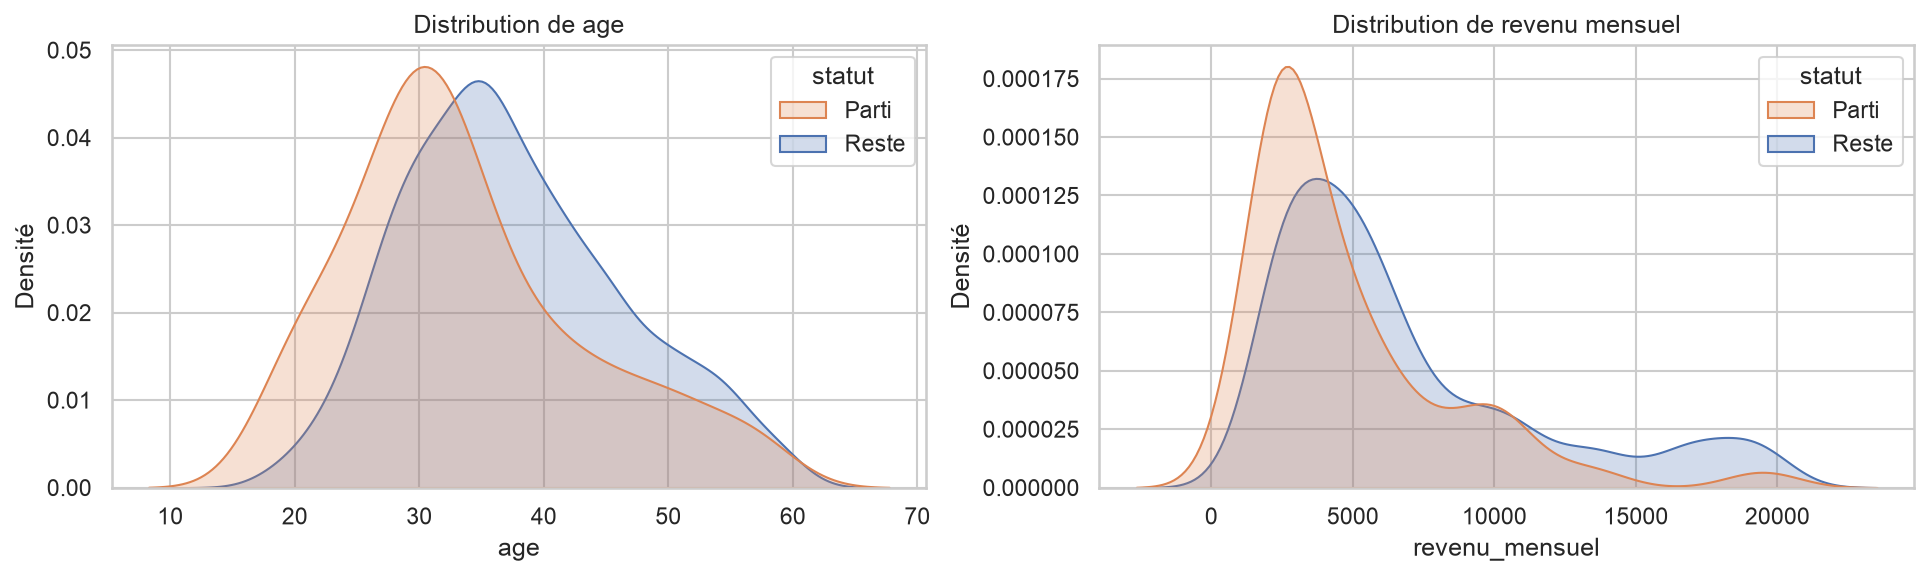 Distribution de age
0.05
0.04
0.03
0.02
0.01
0.00
Densité
statut
Parti
Reste
10 20 30 40 50 60 70
age
Distribution de revenu mensuel
0.000175
0.000150
0.000125
0.000100
0.000075
0.000050
0.000025
0.000000
Densité
statut
Parti
Reste
0 5000 10000 15000 20000
revenu_mensuel